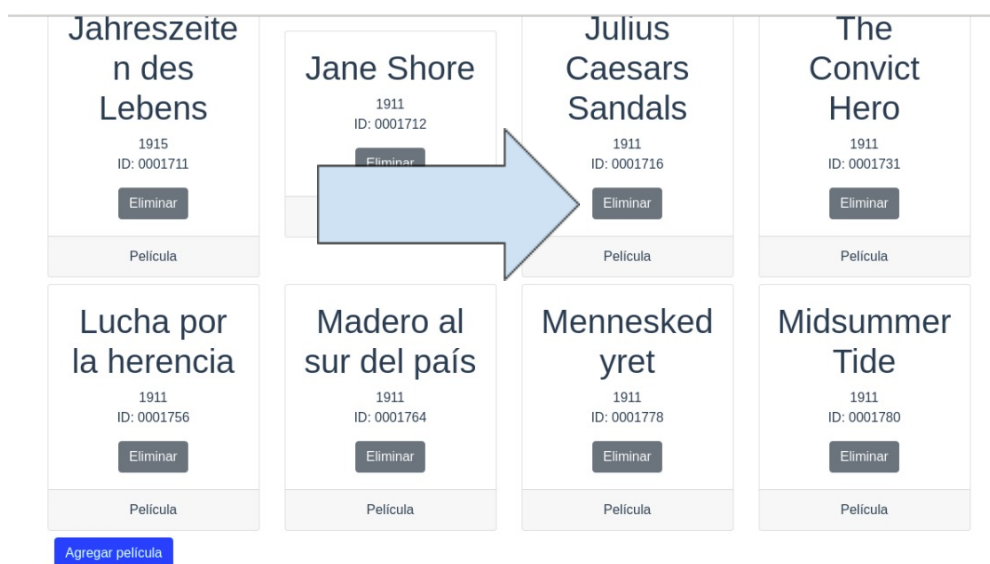 Jahreszeite
n des
Lebens
1915
ID: 0001711
Eliminar
Película
Jane Shore
1911
ID: 0001712
Eliminar
Julius
Caesars
Sandals
1911
ID: 0001716
Eliminar
Película
The
Convict
Hero
1911
ID: 0001731
Eliminar
Película
Lucha por
la herencia
1911
ID: 0001756
Eliminar
Película
Madero al
sur del país
1911
ID: 0001764
Eliminar
Película
Mennesked
yret
1911
ID: 0001778
Eliminar
Película
Midsummer
Tide
1911
ID: 0001780
Eliminar
Película
Agregar película